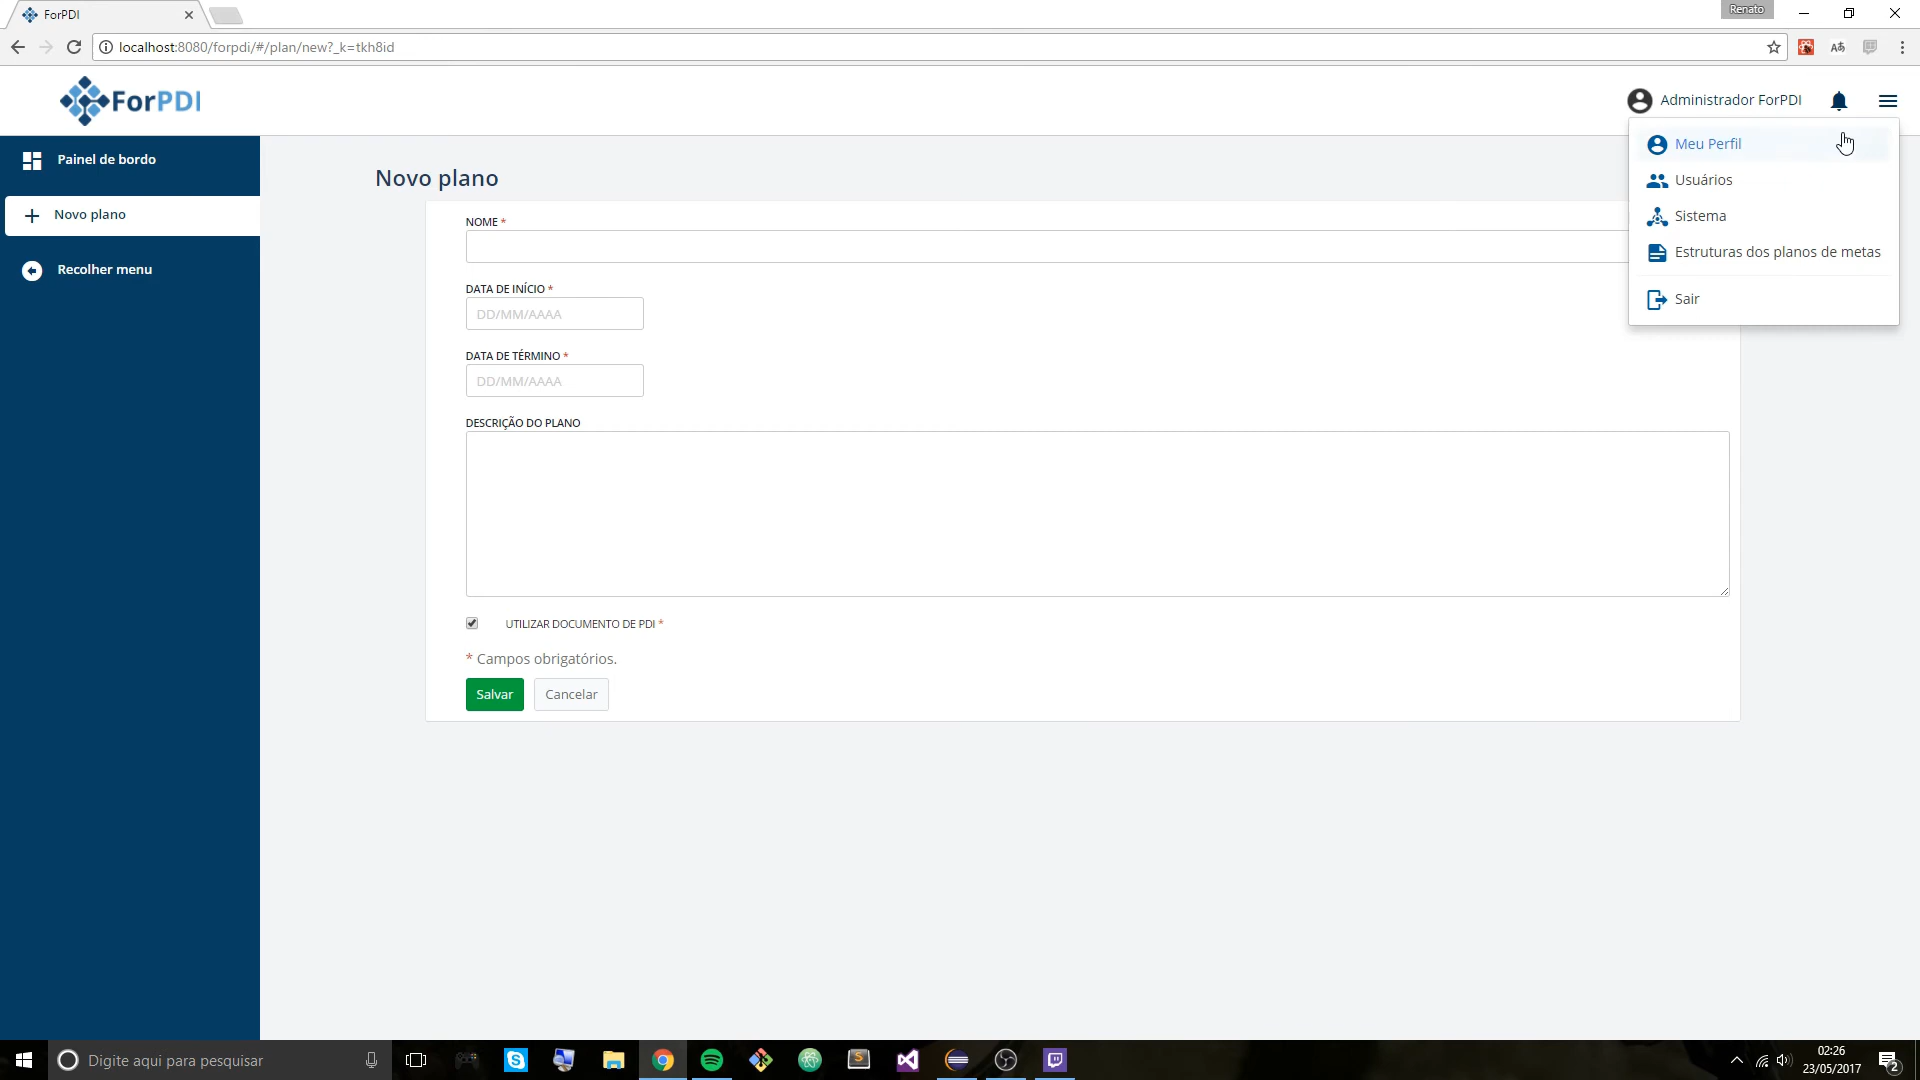 ForPDI
Renato
localhost:8080/forpdi/#/plan/new?_k=tkh8id
ForPDI
Administrador ForPDI
Meu Perfil
Usuários
Sistema
Estruturas dos planos de metas
Sair
Painel de bordo
Novo plano
Recolher menu
Novo plano
NOME *
DATA DE INÍCIO *
DD/MM/AAAA
DATA DE TÉRMINO *
DD/MM/AAAA
DESCRIÇÃO DO PLANO
UTILIZAR DOCUMENTO DE PDI *
* Campos obrigatórios.
Salvar Cancelar
Digite aqui para pesquisar
02:26
23/05/2017
2